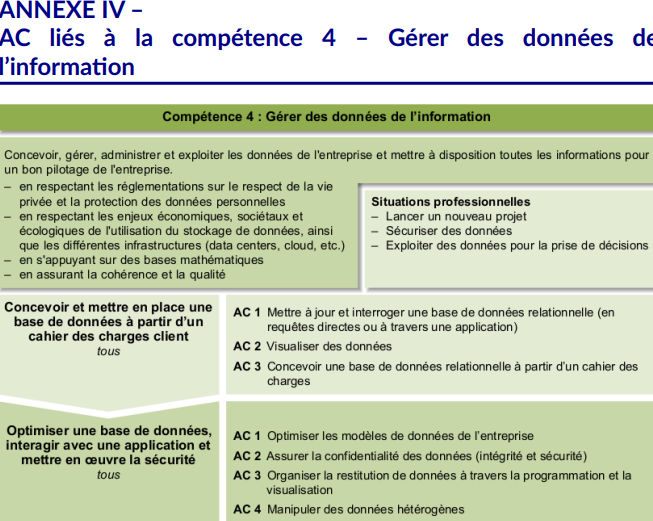 ANNEXE IV –
AC liés à la compétence 4 – Gérer des données de
l'information
Compétence 4 : Gérer des données de l'information
Concevoir, gérer, administrer et exploiter les données de l'entreprise et mettre à disposition toutes les informations pour
un bon pilotage de l'entreprise.
– en respectant les réglementations sur le respect de la vie
privée et la protection des données personnelles
– en respectant les enjeux économiques, sociétaux et
écologiques de l'utilisation du stockage de données, ainsi
que les différentes infrastructures (data centers, cloud, etc.)
– en s'appuyant sur des bases mathématiques
– en assurant la cohérence et la qualité
Situations professionnelles
– Lancer un nouveau projet
– Sécuriser des données
– Exploiter des données pour la prise de décisions
Concevoir et mettre en place une
base de données à partir d'un
cahier des charges client
tous
AC 1 Mettre à jour et interroger une base de données relationnelle (en
requêtes directes ou à travers une application)
AC 2 Visualiser des données
AC 3 Concevoir une base de données relationnelle à partir d'un cahier des
charges
Optimiser une base de données,
interagir avec une application et
mettre en œuvre la sécurité
tous
AC 1 Optimiser les modèles de données de l'entreprise
AC 2 Assurer la confidentialité des données (intégrité et sécurité)
AC 3 Organiser la restitution de données à travers la programmation et la
visualisation
AC 4 Manipuler des données hétérogènes